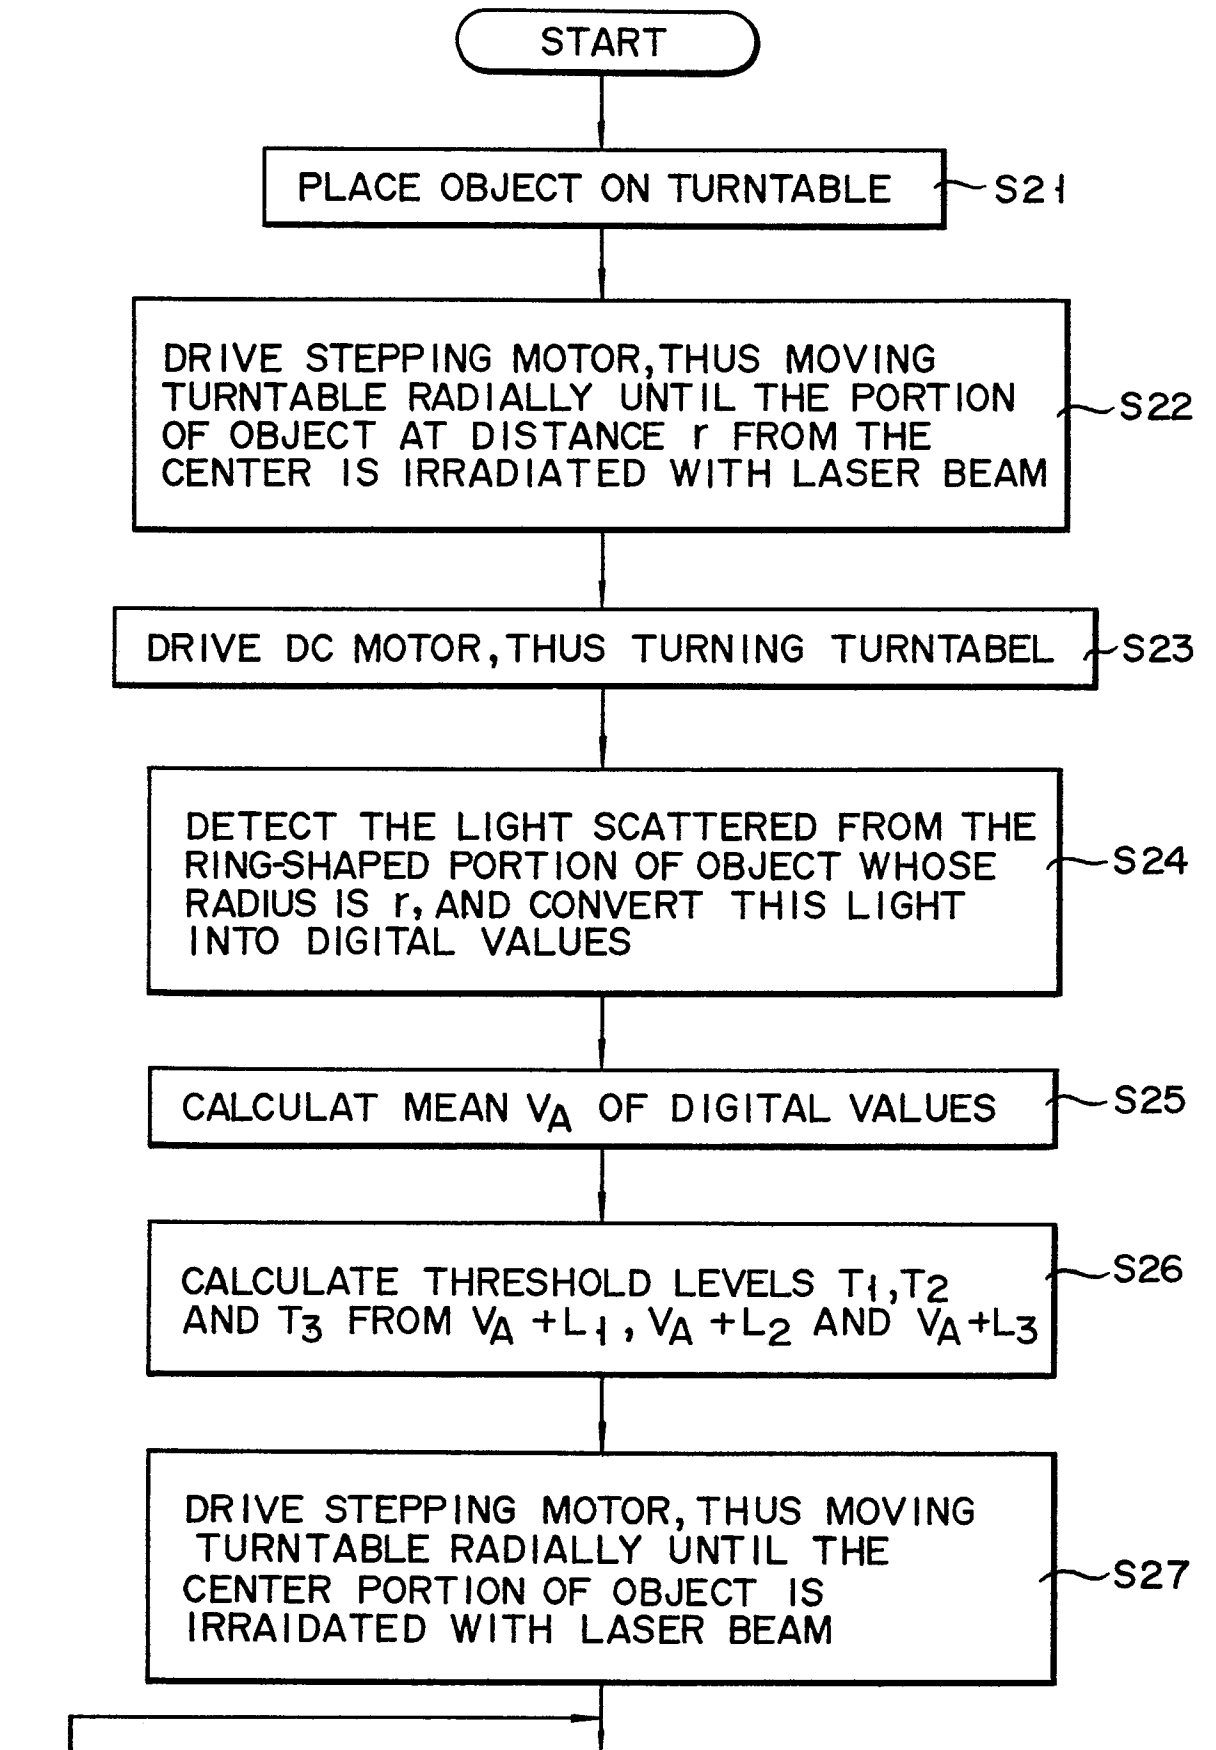 START
PLACE OBJECT ON TURNTABLE
S21
DRIVE STEPPING MOTOR, THUS MOVING
TURNTABLE RADIALLY UNTIL THE PORTION
OF OBJECT AT DISTANCE r FROM THE
CENTER IS IRRADIATED WITH LASER BEAM
S22
DRIVE DC MOTOR, THUS TURNING TURNTABEL
S23
DETECT THE LIGHT SCATTERED FROM THE
RING-SHAPED PORTION OF OBJECT WHOSE
RADIUS IS r, AND CONVERT THIS LIGHT
INTO DIGITAL VALUES
S24
CALCULAT MEAN VA OF DIGITAL VALUES
S25
CALCULATE THRESHOLD LEVELS T1, T2
AND T3 FROM VA +L1, VA +L2 AND VA+L3
S26
DRIVE STEPPING MOTOR, THUS MOVING
TURNTABLE RADIALLY UNTIL THE
CENTER PORTION OF OBJECT IS
IRRAIDATED WITH LASER BEAM
S27